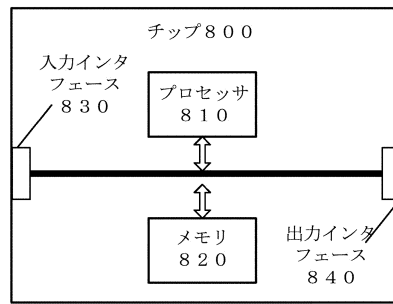 チップ800
入力インタ
フェース
830
プロセッサ
810
メモリ
820
出力インタ
フェース
840